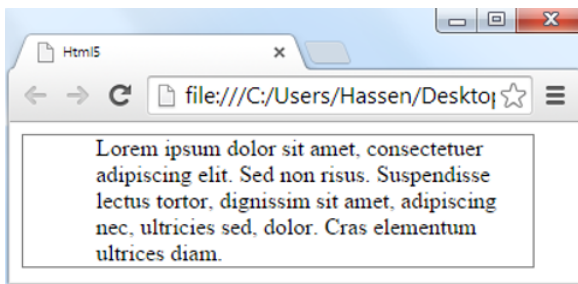 Html5
file:///C:/Users/Hassen/Desktop
Lorem ipsum dolor sit amet, consectetuer
adipiscing elit. Sed non risus. Suspendisse
lectus tortor, dignissim sit amet, adipiscing
nec, ultricies sed, dolor. Cras elementum
ultrices diam.